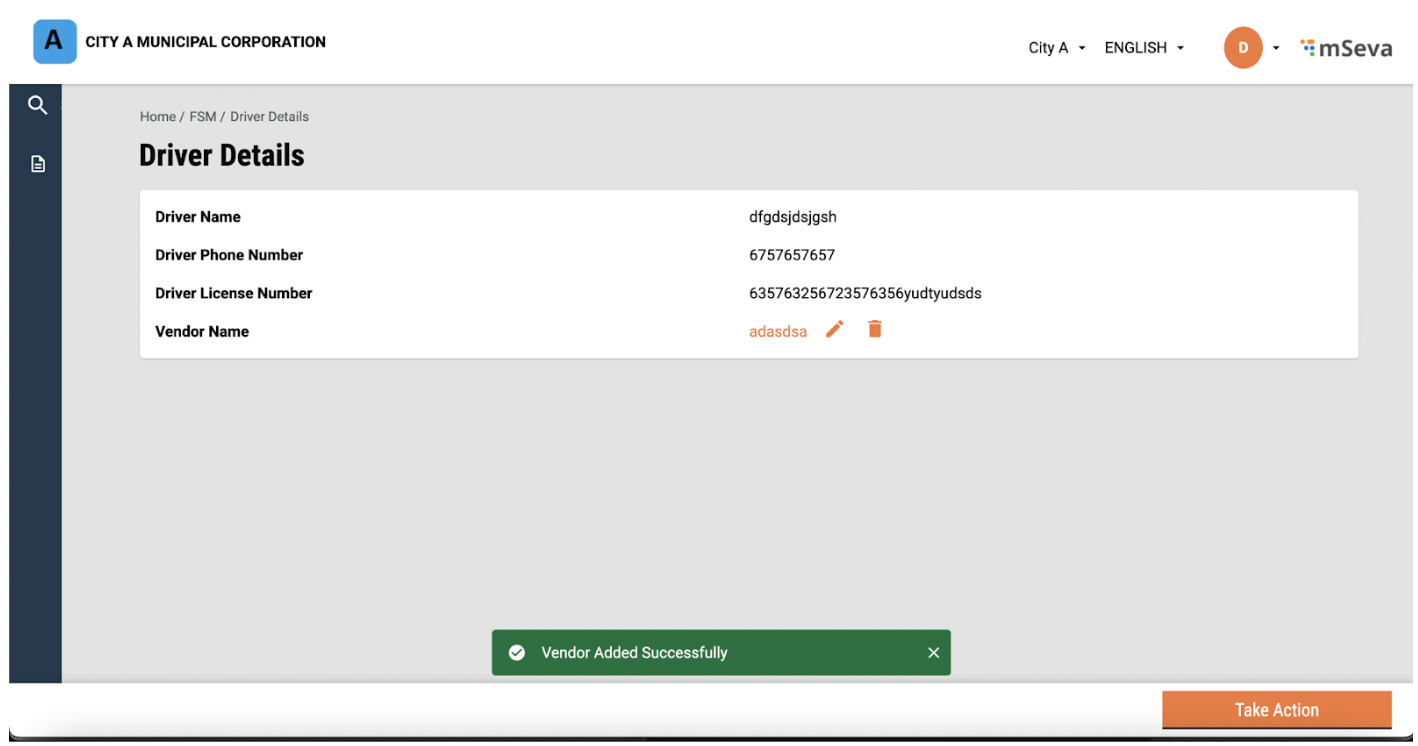 A CITY A MUNICIPAL CORPORATION City A ENGLISH D mSeva
Home / FSM / Driver Details
Driver Details
Driver Name dfgdsjdsjgsh
Driver Phone Number 6757657657
Driver License Number 635763256723576356yudtyudsds
Vendor Name adasdsa
Vendor Added Successfully
Take Action